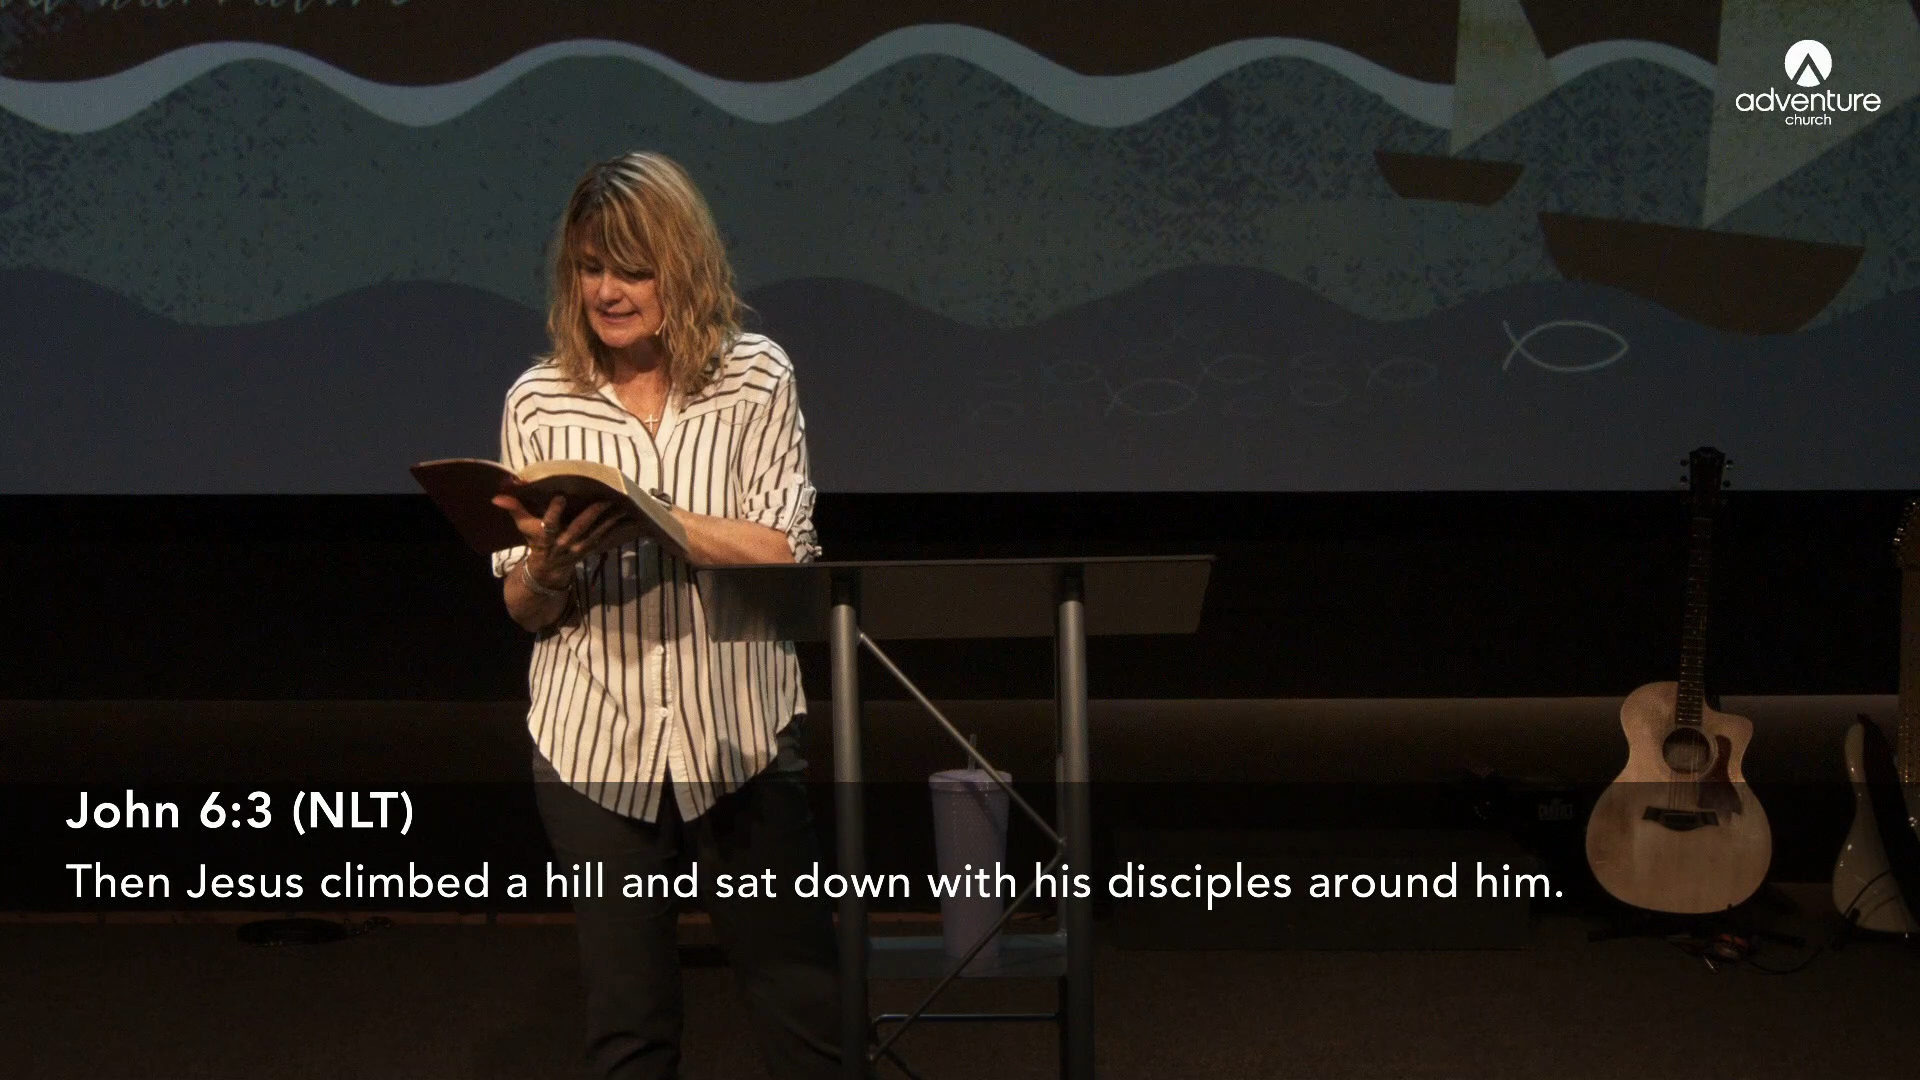 adventure
church
John 6:3 (NLT)
Then Jesus climbed a hill and sat down with his disciples around him.